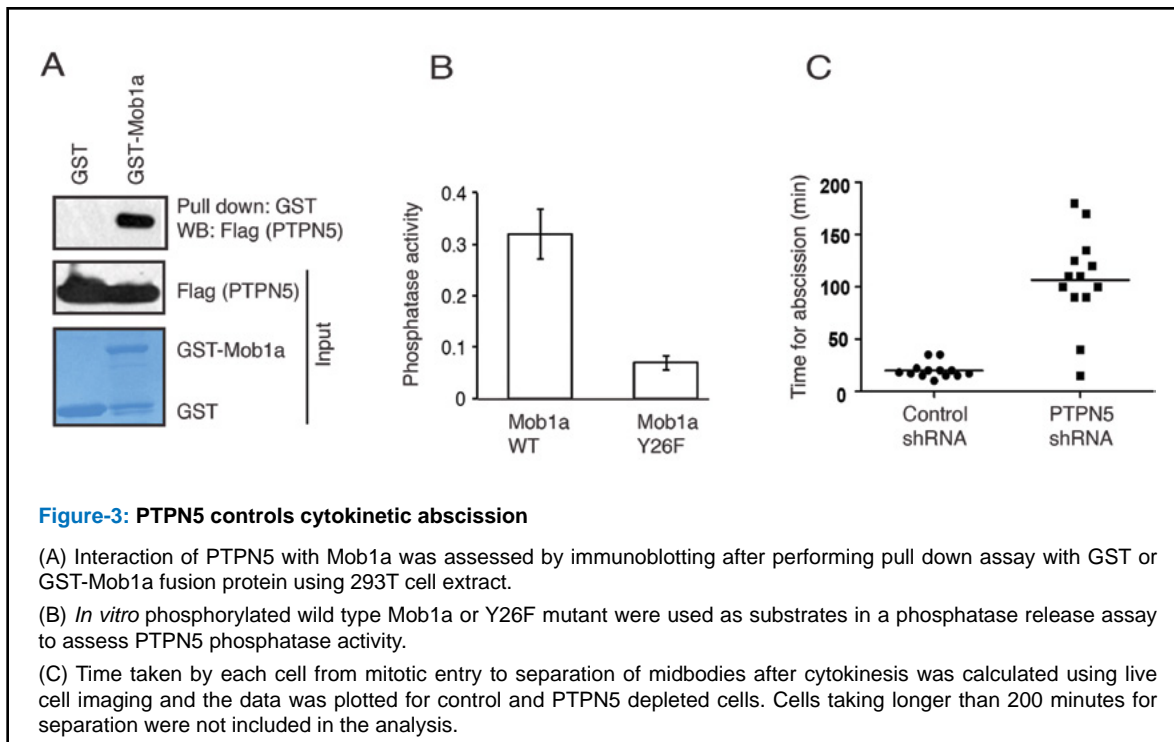 A
B
C
GST
GST-Mob1a
Pull down: GST
WB: Flag (PTPN5)
Flag (PTPN5)
GST-Mob1a
GST
Input
Phosphatase activity
0.4
0.3
0.2
0.1
0
Mob1a
WT
Mob1a
Y26F
Time for abscission (min)
200
150
100
50
0
Control
shRNA
PTPN5
shRNA
Figure-3: PTPN5 controls cytokinetic abscission
(A) Interaction of PTPN5 with Mob1a was assessed by immunoblotting after performing pull down assay with GST or
GST-Mob1a fusion protein using 293T cell extract.
(B) In vitro phosphorylated wild type Mob1a or Y26F mutant were used as substrates in a phosphatase release assay
to assess PTPN5 phosphatase activity.
(C) Time taken by each cell from mitotic entry to separation of midbodies after cytokinesis was calculated using live
cell imaging and the data was plotted for control and PTPN5 depleted cells. Cells taking longer than 200 minutes for
separation were not included in the analysis.